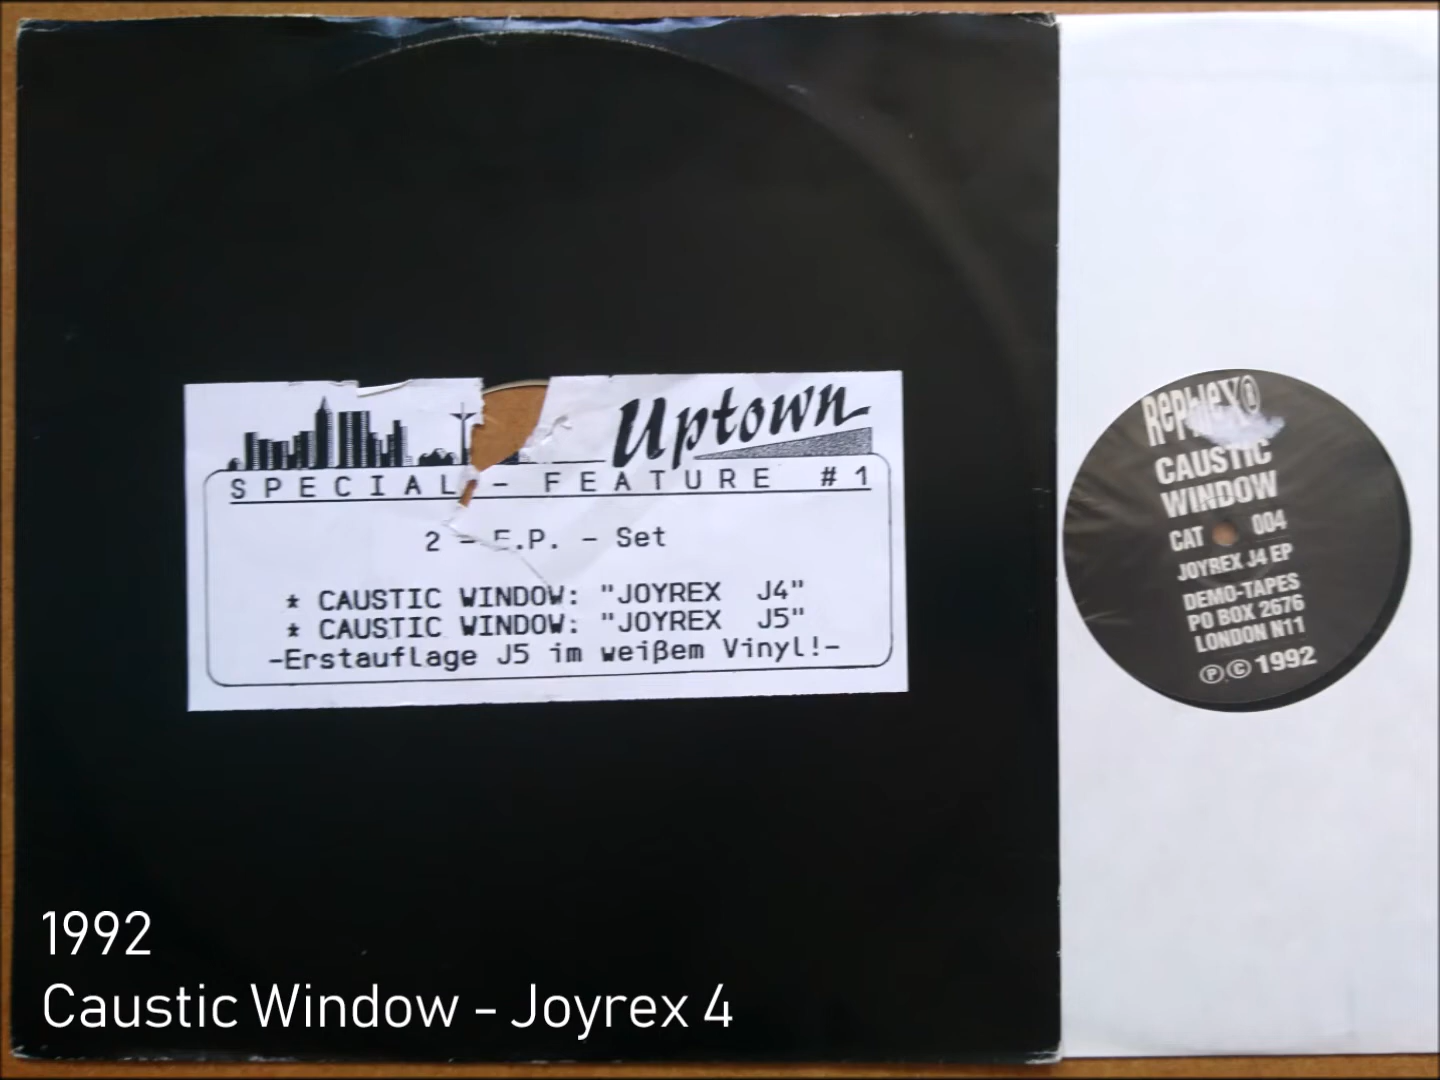 Uptown
SPECIAL - FEATURE #1
2 - E.P. - Set
* CAUSTIC WINDOW: "JOYREX J4"
* CAUSTIC WINDOW: "JOYREX J5"
-Erstauflage J5 im weißem Vinyl!-
RePHleX®
CAUSTIC
WINDOW
CAT 004
JOYREX J4 EP
DEMO-TAPES
PO BOX 2676
LONDON N11
℗ © 1992
1992
Caustic Window - Joyrex 4